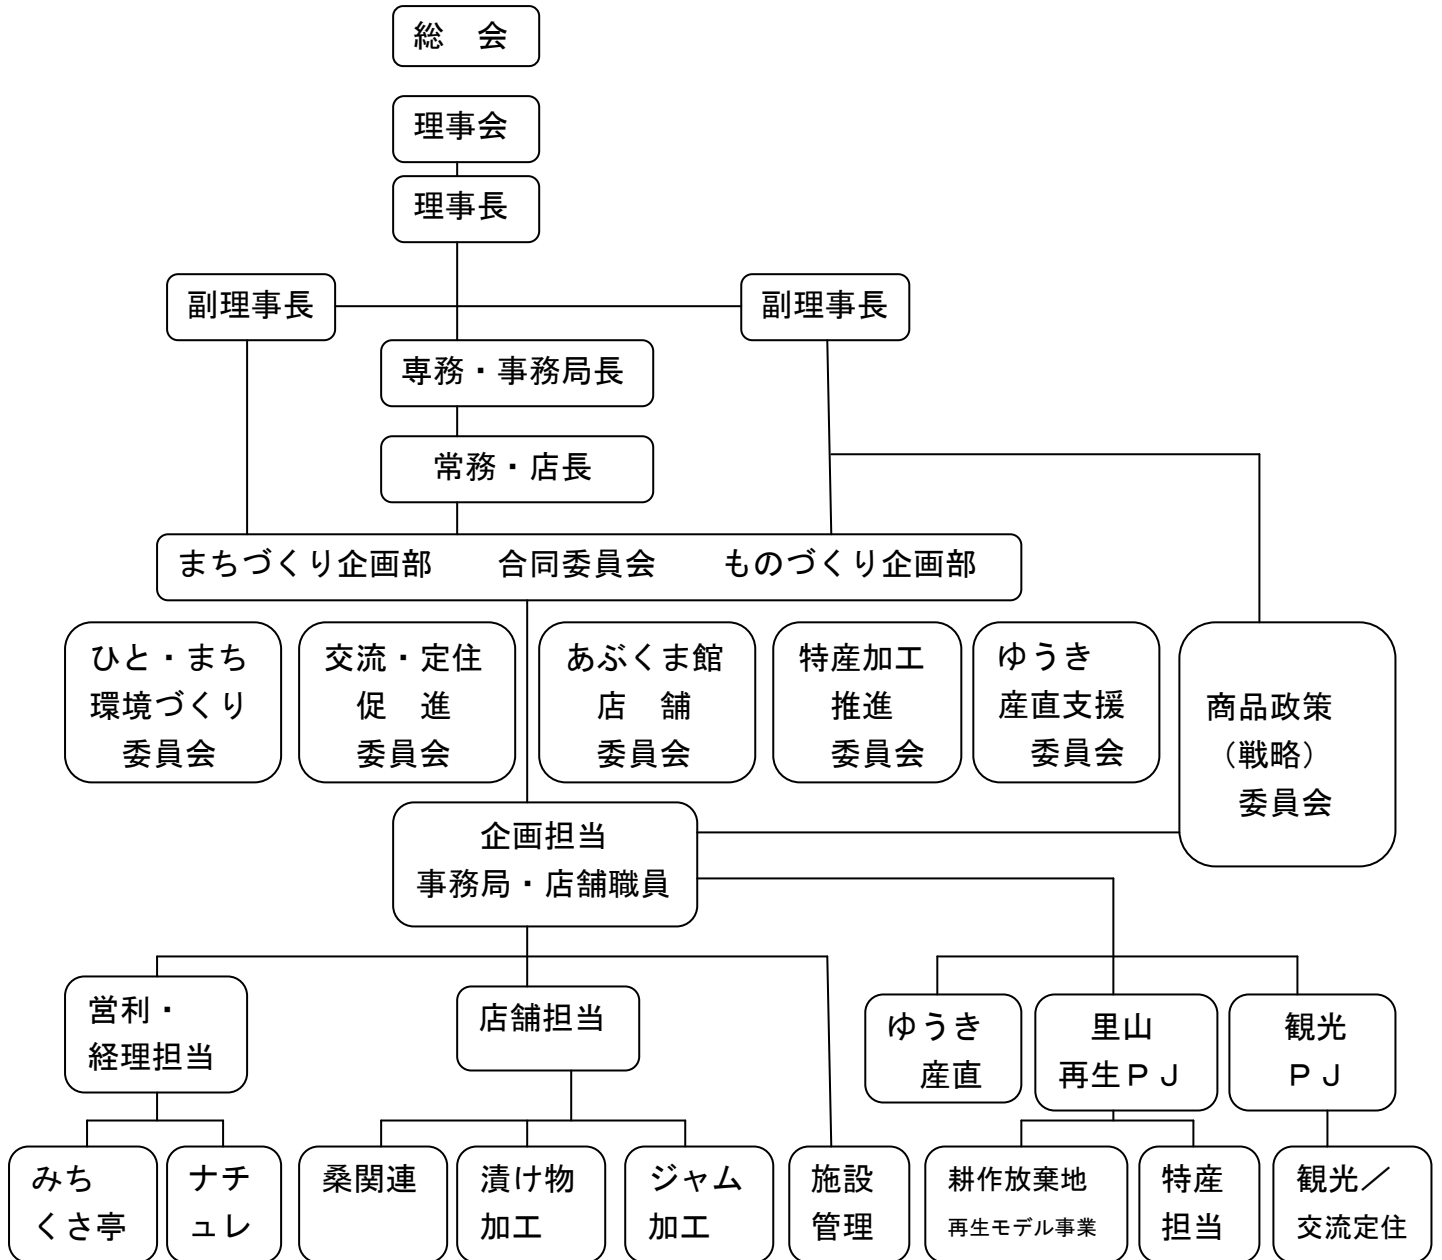 総　会
理事会
理事長
副理事長
副理事長
専務・事務局長
常務・店長
まちづくり企画部　　合同委員会　　ものづくり企画部
ひと・まち
環境づくり
委員会
交流・定住
促　進
委員会
あぶくま館
店　舗
委員会
特産加工
推進
委員会
ゆうき
産直支援
委員会
商品政策
（戦略）
委員会
企画担当
事務局・店舗職員
営利・
経理担当
店舗担当
ゆうき
産直
里山
再生ＰＪ
観光
ＰＪ
みち
くさ亭
ナチ
ュレ
桑関連
漬け物
加工
ジャム
加工
施設
管理
耕作放棄地
再生モデル事業
特産
担当
観光／
交流定住